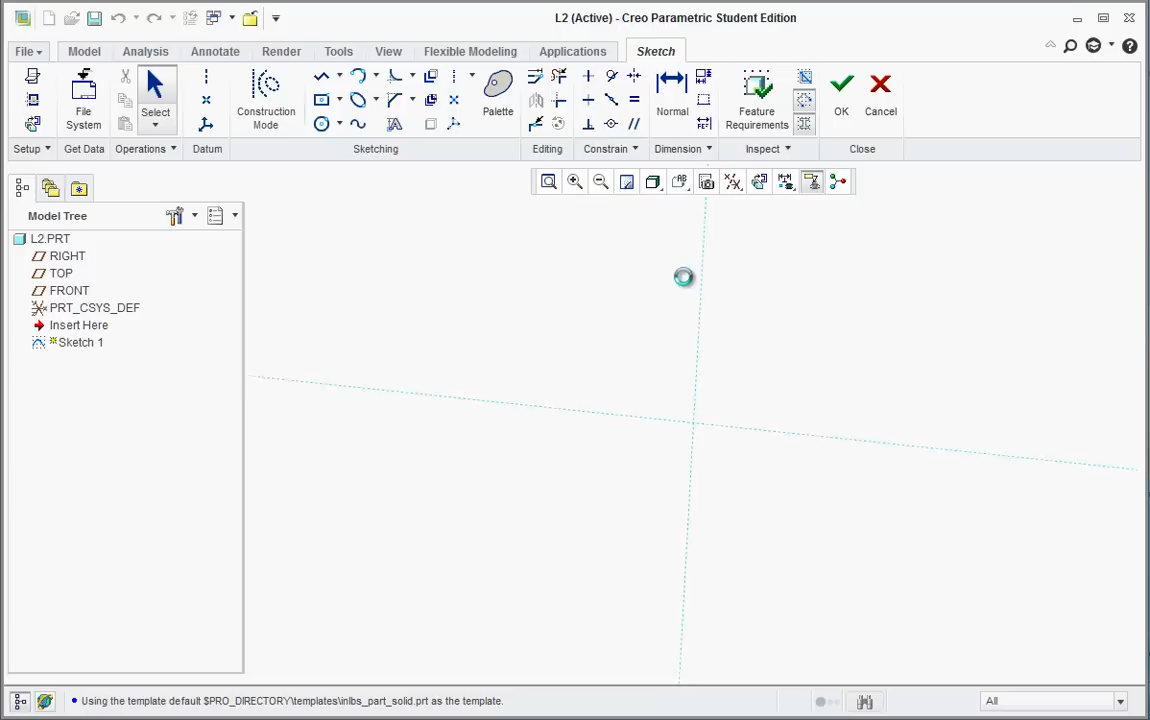 L2 (Active) - Creo Parametric Student Edition
File Model Analysis Annotate Render Tools View Flexible Modeling Applications Sketch
File System
Select
Construction Mode
Palette
Normal
Feature Requirements
OK
Cancel
Setup Get Data Operations Datum Sketching Editing Constrain Dimension Inspect Close
Model Tree
L2.PRT
RIGHT
TOP
FRONT
PRT_CSYS_DEF
Insert Here
Sketch 1
Using the template default $PRO_DIRECTORY\templates\inlbs_part_solid.prt as the template.
All